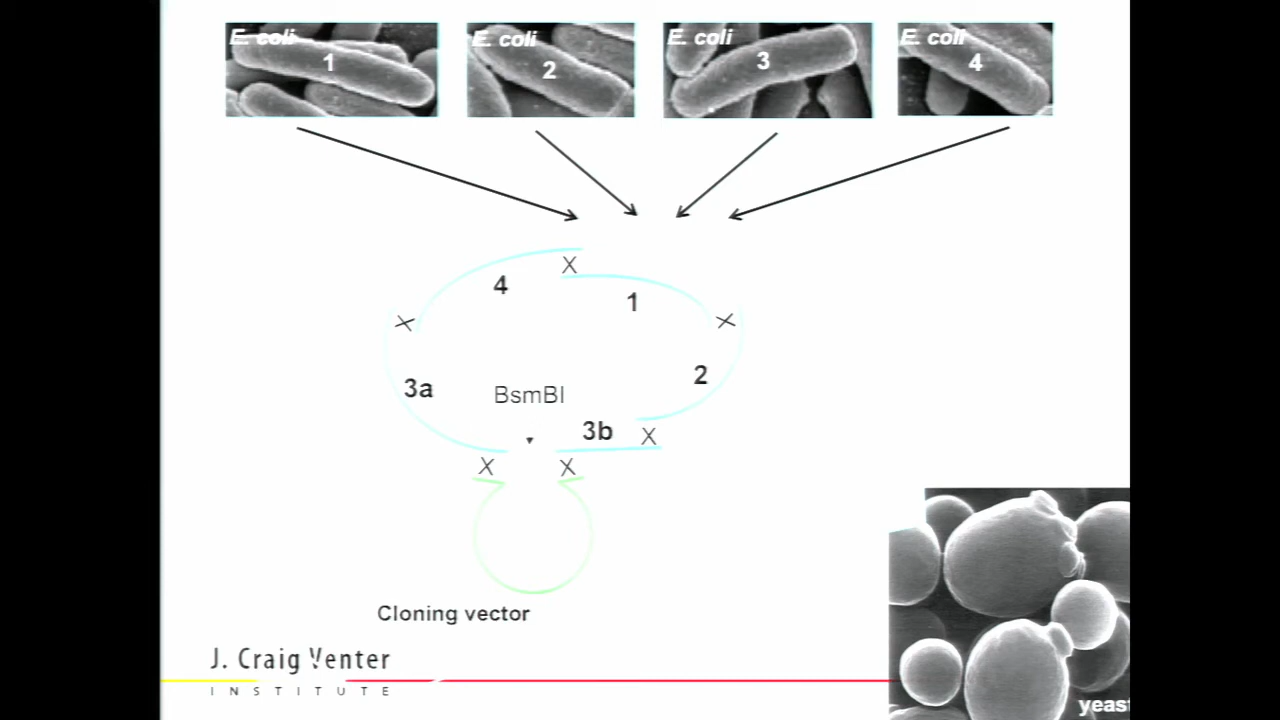 E. coli
1
E. coli
2
E. coli
3
E. coli
4
X
4
1
X
X
2
3a
BsmBI
3b
X
X
X
Cloning vector
J. Craig Venter
INSTITUTE
yeast